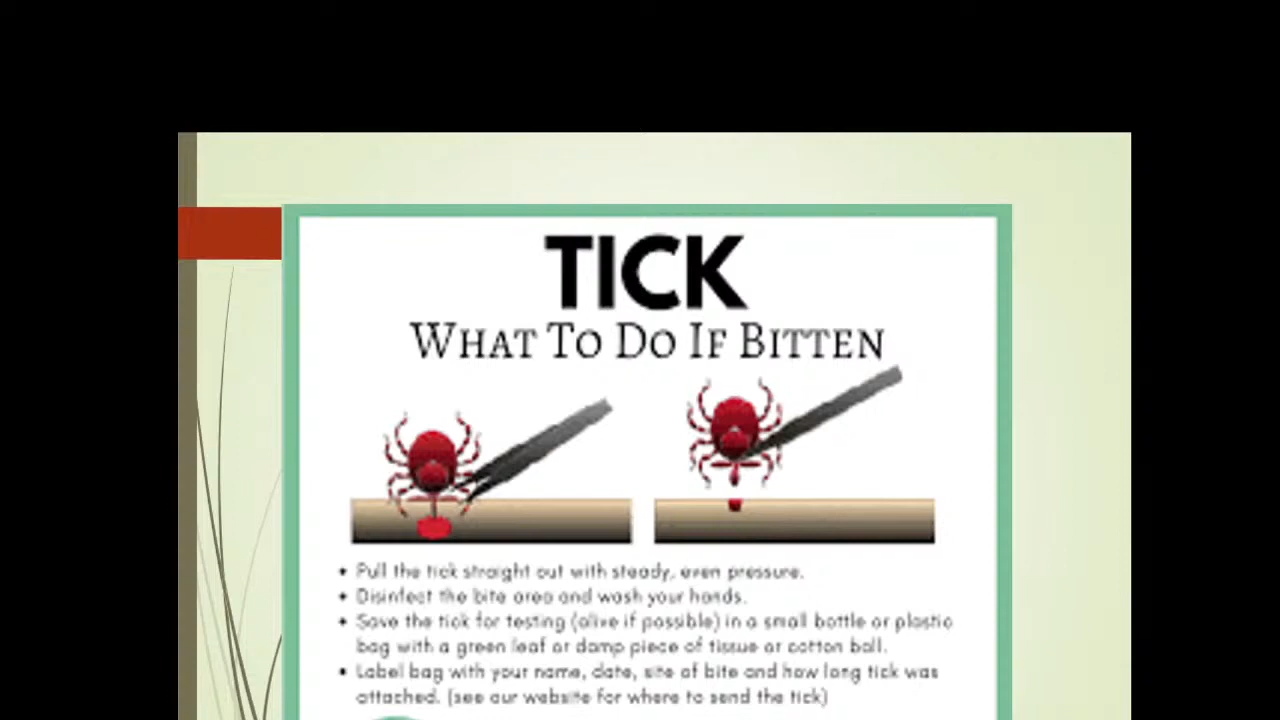 TICK
WHAT TO DO IF BITTEN
• Pull the tick straight out with steady, even pressure.
• Disinfect the bite area and wash your hands.
• Save the tick for testing (alive if possible) in a small bottle or plastic
bag with a green leaf or damp piece of tissue or cotton ball.
• Label bag with your name, date, site of bite and how long tick was
attached. (see our website for where to send the tick)